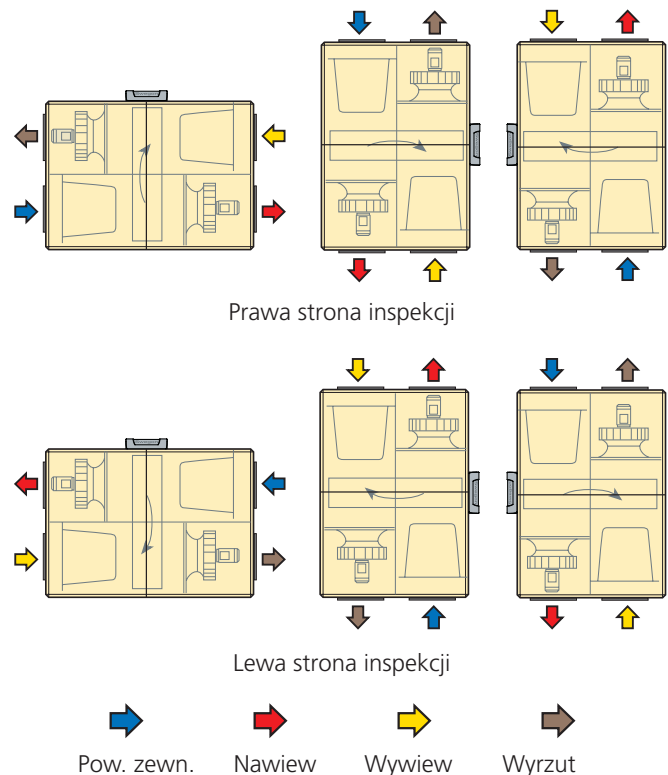 Prawa strona inspekcji
Lewa strona inspekcji
Pow. zewn. Nawiew Wywiew Wyrzut